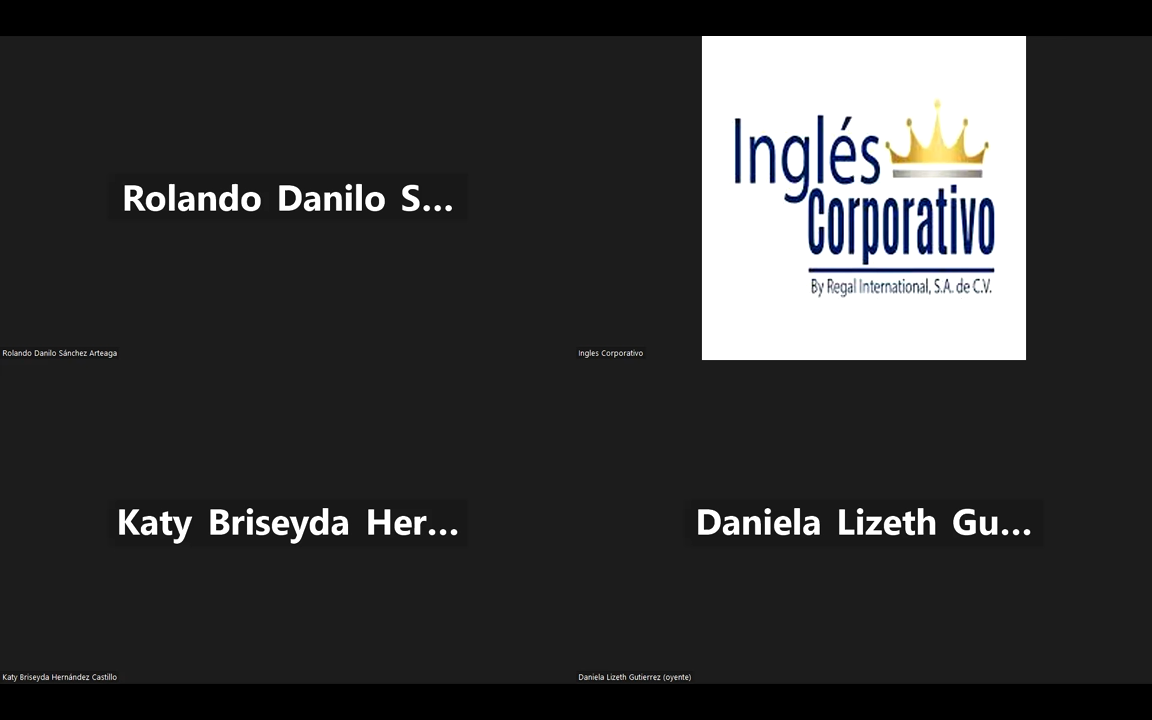 Rolando Danilo S...
Rolando Danilo Sánchez Arteaga
Inglés
Corporativo
By Regal International, S.A. de C.V.
Ingles Corporativo
Katy Briseyda Her...
Katy Briseyda Hernández Castillo
Daniela Lizeth Gu...
Daniela Lizeth Gutierrez (oyente)